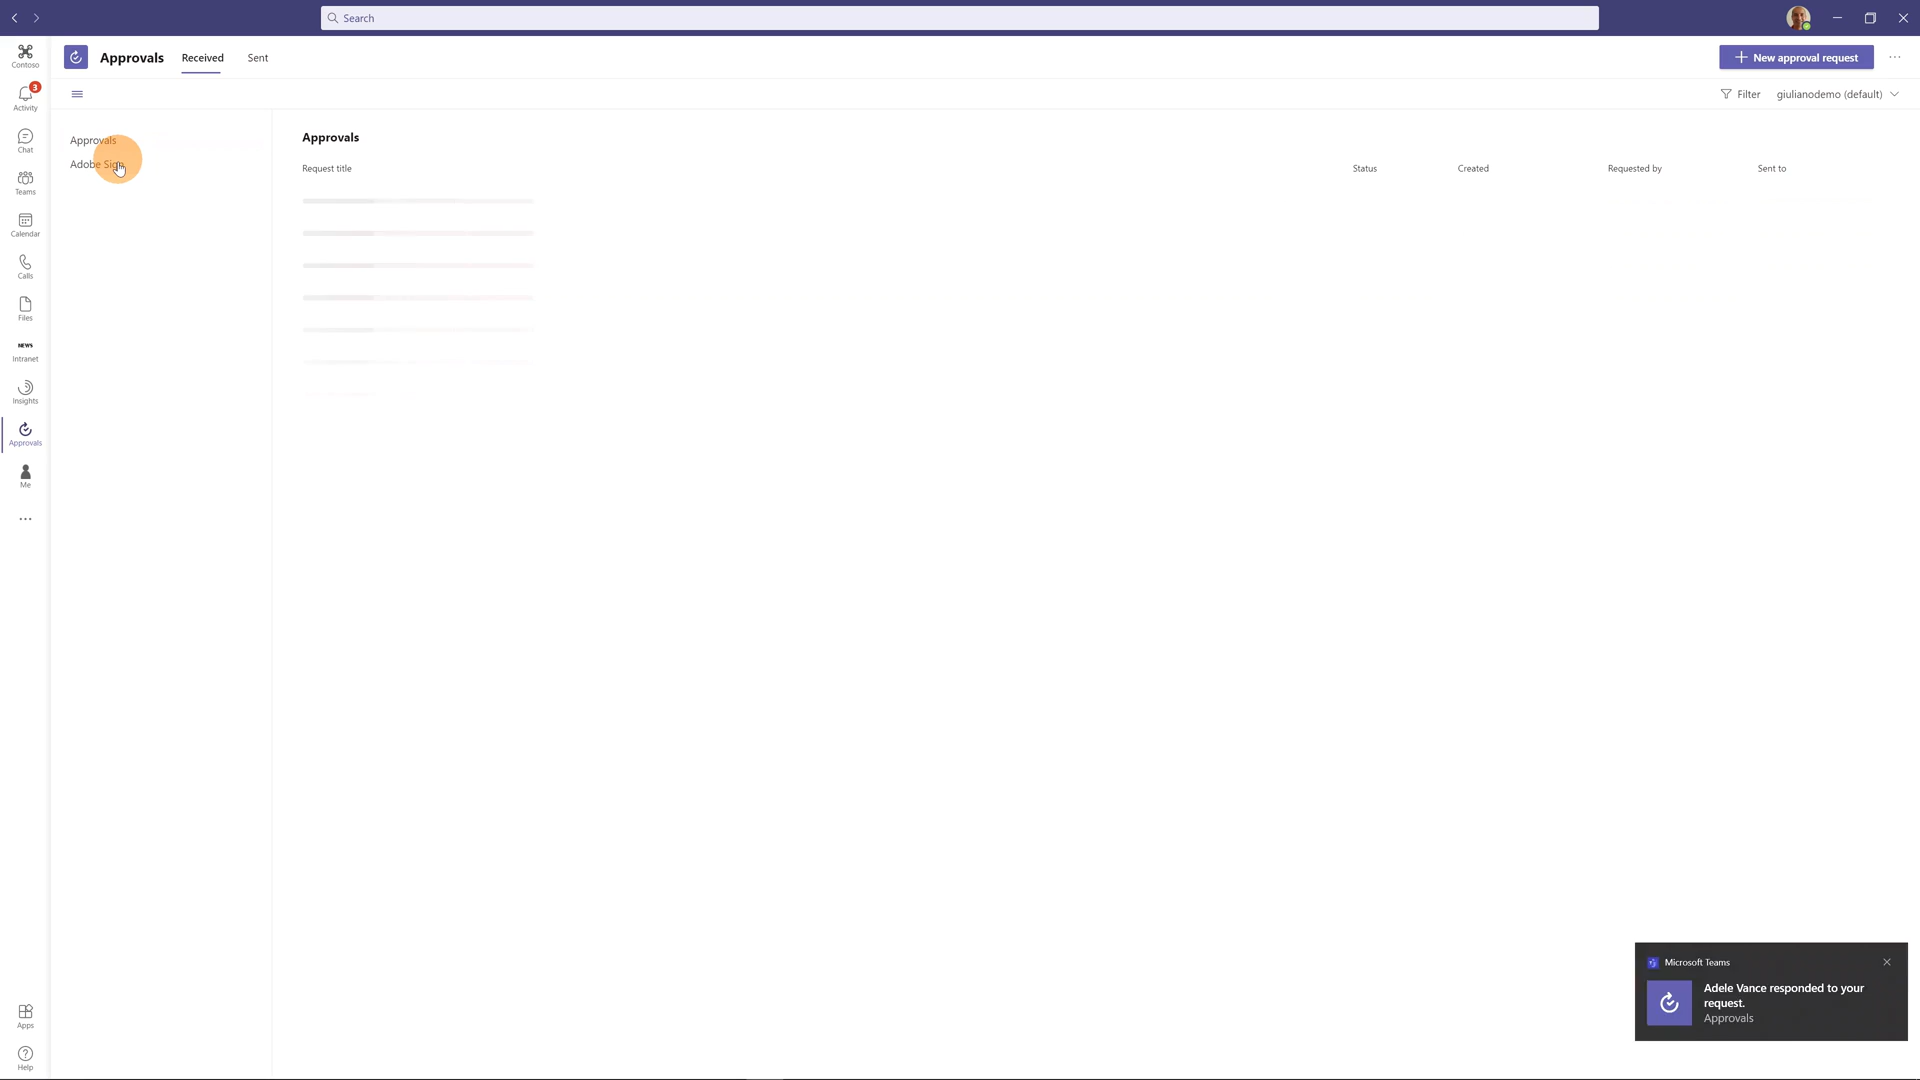 Search
Contoso
Approvals
Received
Sent
New approval request
3
Activity
Filter
giulianodemo (default)
Approvals
Adobe Sign
Approvals
Request title
Status
Created
Requested by
Sent to
Chat
Teams
Calendar
Calls
Files
NEWS
Intranet
Insights
Approvals
Me
Apps
Help
Microsoft Teams
Adele Vance responded to your
request.
Approvals